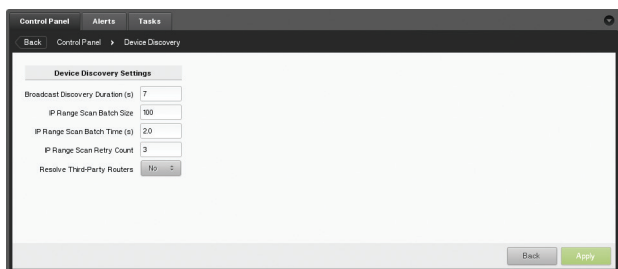 Control Panel Alerts Tasks
Back Control Panel > Device Discovery
Device Discovery Settings
Broadcast Discovery Duration (s) 7
IP Range Scan Batch Size 100
IP Range Scan Batch Time (s) 2.0
IP Range Scan Retry Count 3
Resolve Third-Party Routers No
Back Apply